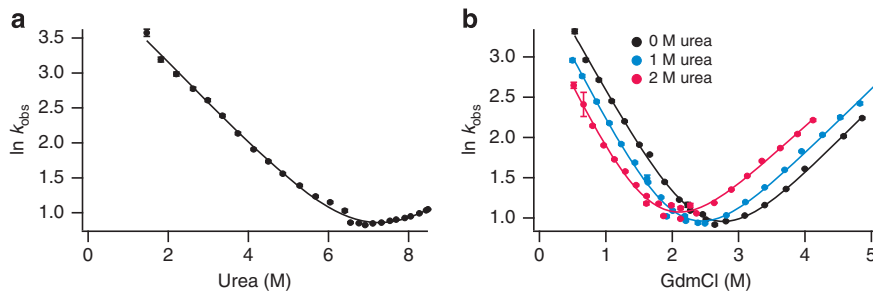 a
3.5
3.0
2.5
2.0
1.5
1.0
ln kobs
0 2 4 6 8
Urea (M)
b
0 M urea
1 M urea
2 M urea
3.0
2.5
2.0
1.5
1.0
ln kobs
0 1 2 3 4 5
GdmCl (M)